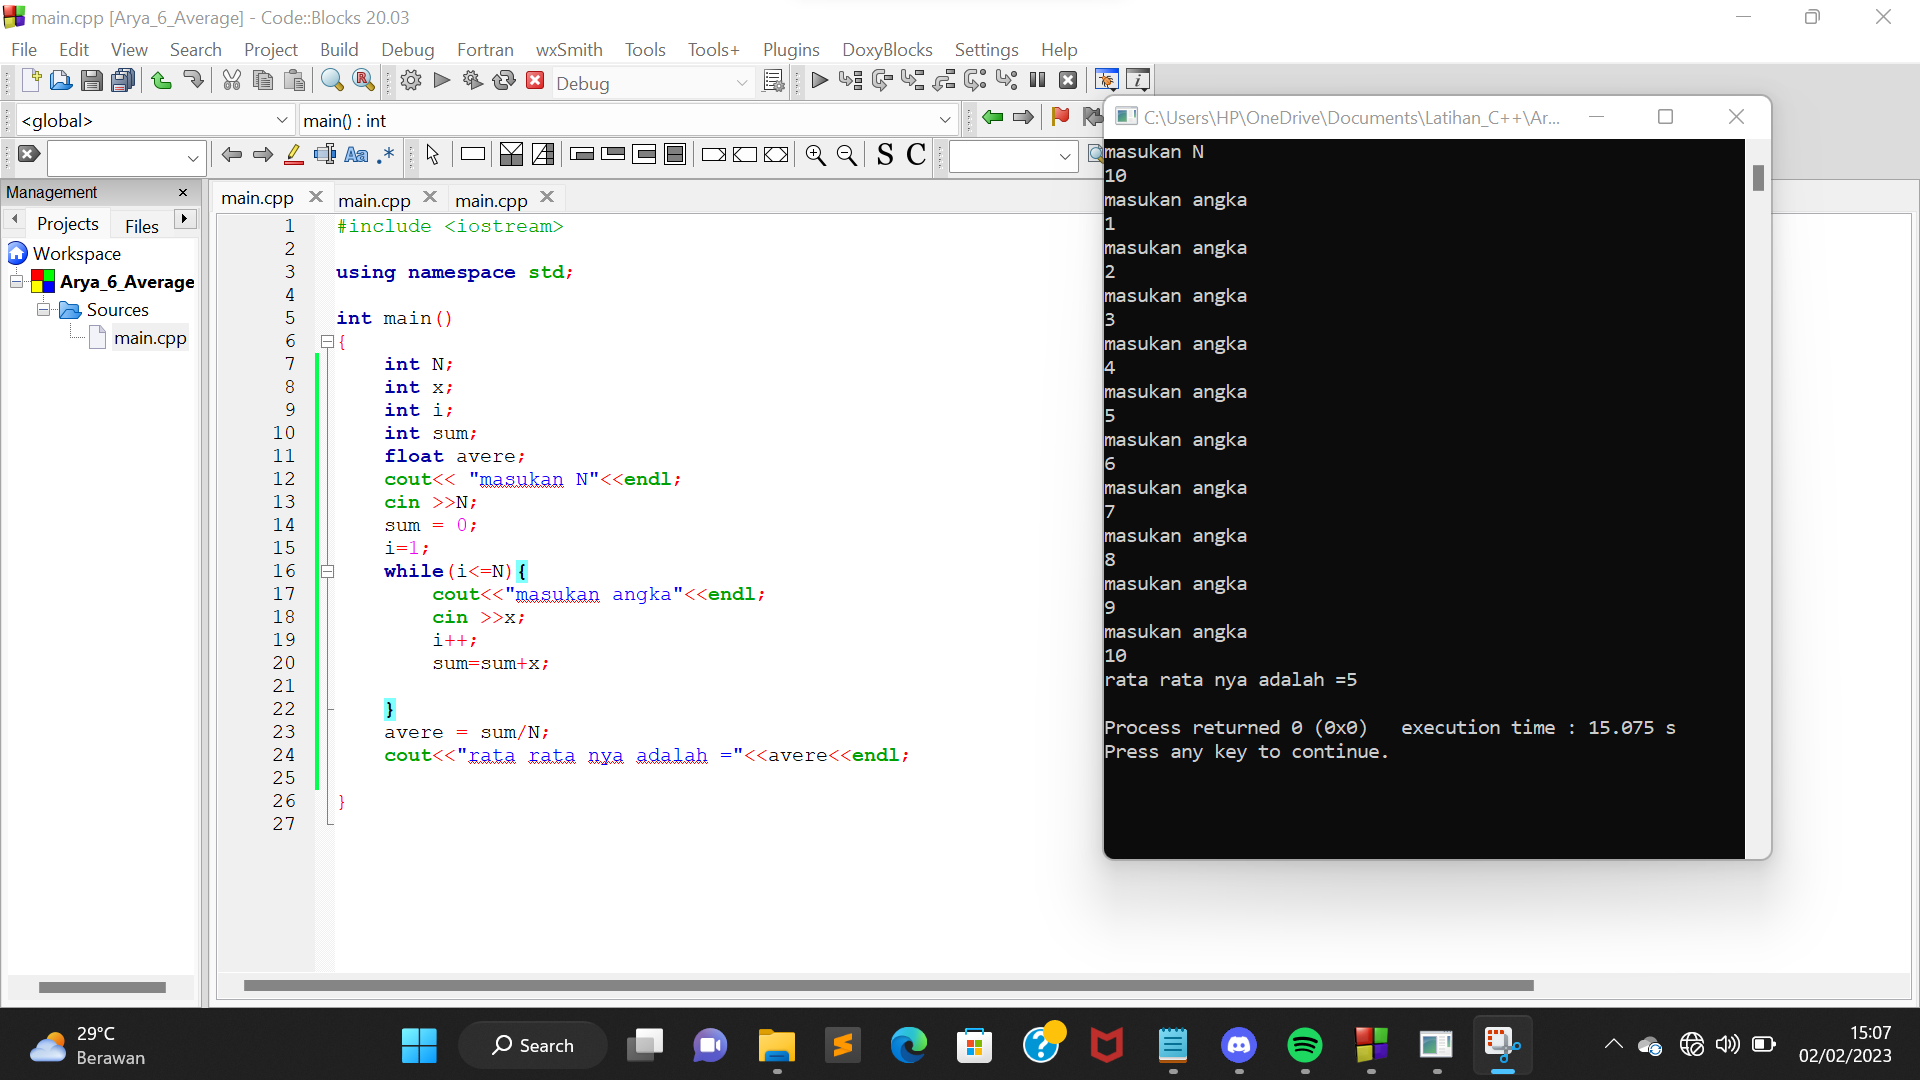 main.cpp [Arya_6_Average] - Code::Blocks 20.03
File Edit View Search Project Build Debug Fortran wxSmith Tools Tools+ Plugins DoxyBlocks Settings Help
Debug
<global>
main() : int
Aa .* S C
Management
Projects Files
Workspace
Arya_6_Average
Sources
main.cpp
main.cpp main.cpp main.cpp
1 #include <iostream>
2
3 using namespace std;
4
5 int main()
6 {
7 int N;
8 int x;
9 int i;
10 int sum;
11 float avere;
12 cout<< "masukan N"<<endl;
13 cin >>N;
14 sum = 0;
15 i=1;
16 while(i<=N){
17 cout<<"masukan angka"<<endl;
18 cin >>x;
19 i++;
20 sum=sum+x;
21
22 }
23 avere = sum/N;
24 cout<<"rata rata nya adalah ="<<avere<<endl;
25
26 }
27
C:\Users\HP\OneDrive\Documents\Latihan_C++\Ar...
masukan N
10
masukan angka
1
masukan angka
2
masukan angka
3
masukan angka
4
masukan angka
5
masukan angka
6
masukan angka
7
masukan angka
8
masukan angka
9
masukan angka
10
rata rata nya adalah =5
Process returned 0 (0x0)   execution time : 15.075 s
Press any key to continue.
29°C
Berawan
Search
15:07
02/02/2023